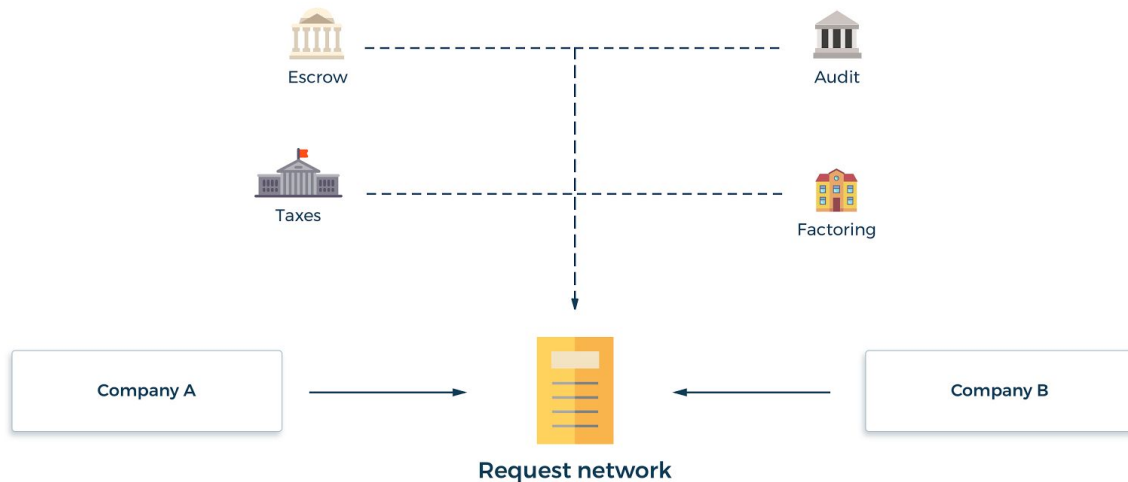 Escrow
Audit
Taxes
Factoring
Company A
Company B
Request network